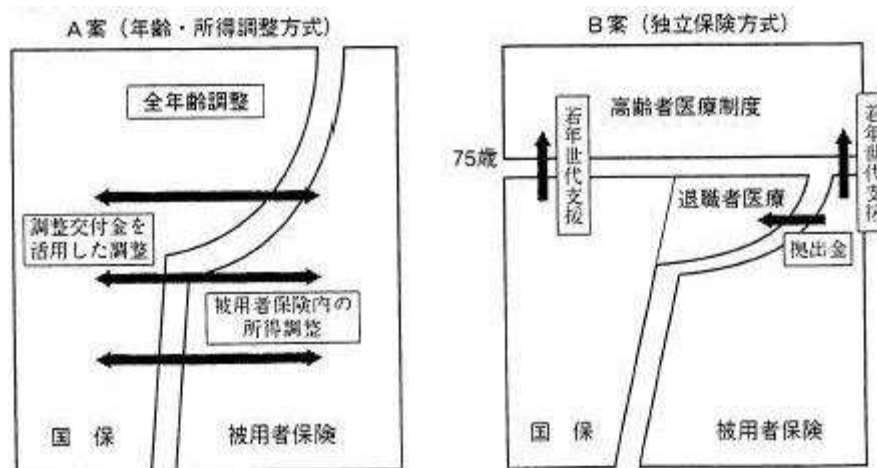 A案（年齢・所得調整方式）
全年齢調整
調整交付金を
活用した調整
被用者保険内の
所得調整
国　保
被用者保険
B案（独立保険方式）
高齢者医療制度
若年世代支援
若年世代支援
75歳
退職者医療
拠出金
国　保
被用者保険